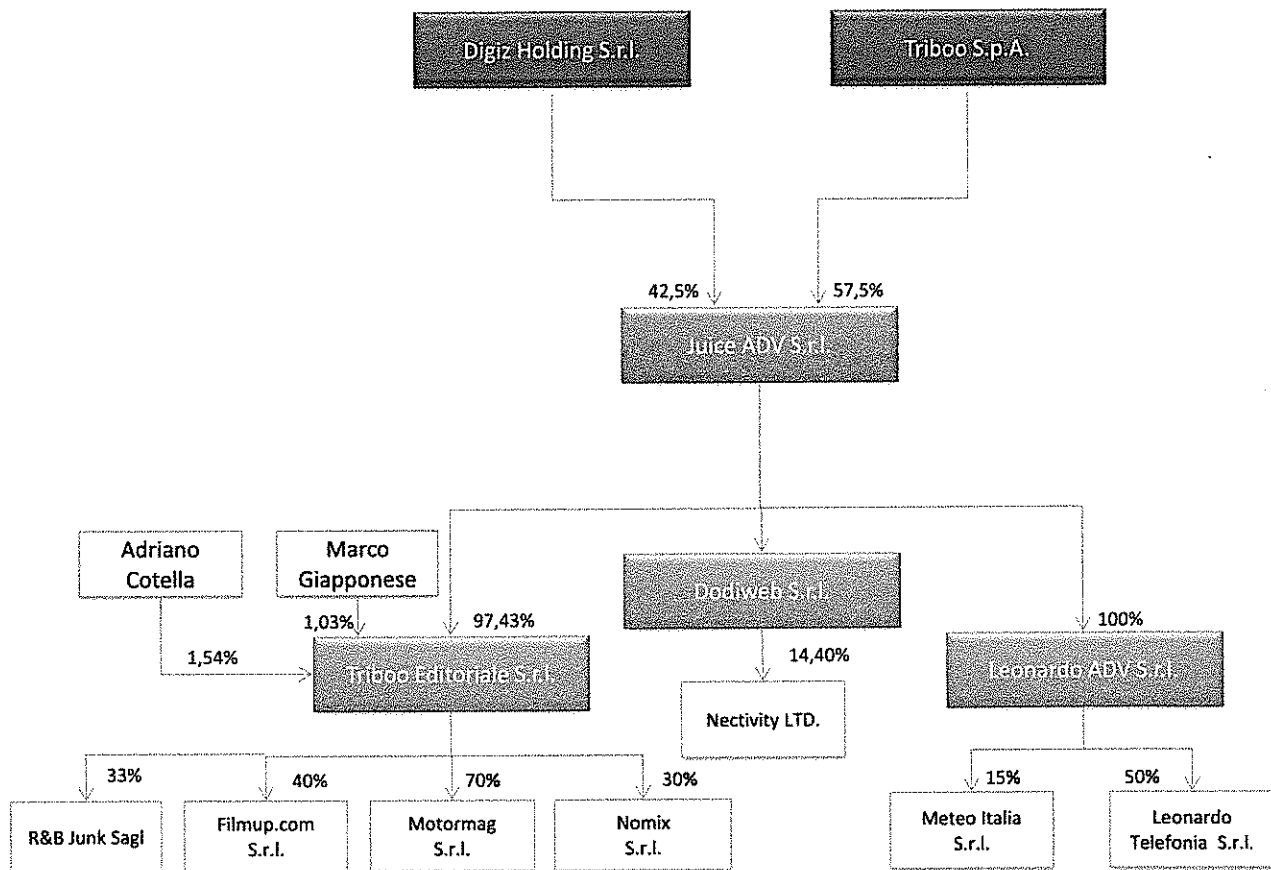 Digiz Holding S.r.l.
Triboo S.p.A.
42,5%
57,5%
Juice ADV S.r.l.
Adriano
Cotella
Marco
Giapponese
Dodiweb S.r.l.
1,03%
97,43%
100%
1,54%
Triboo Editoriale S.r.l.
14,40%
Leonardo ADV S.r.l.
Nectivity LTD.
33%
40%
70%
30%
15%
50%
R&B Junk Sagl
Filmup.com
S.r.l.
Motormag
S.r.l.
Nomix
S.r.l.
Meteo Italia
S.r.l.
Leonardo
Telefonia S.r.l.